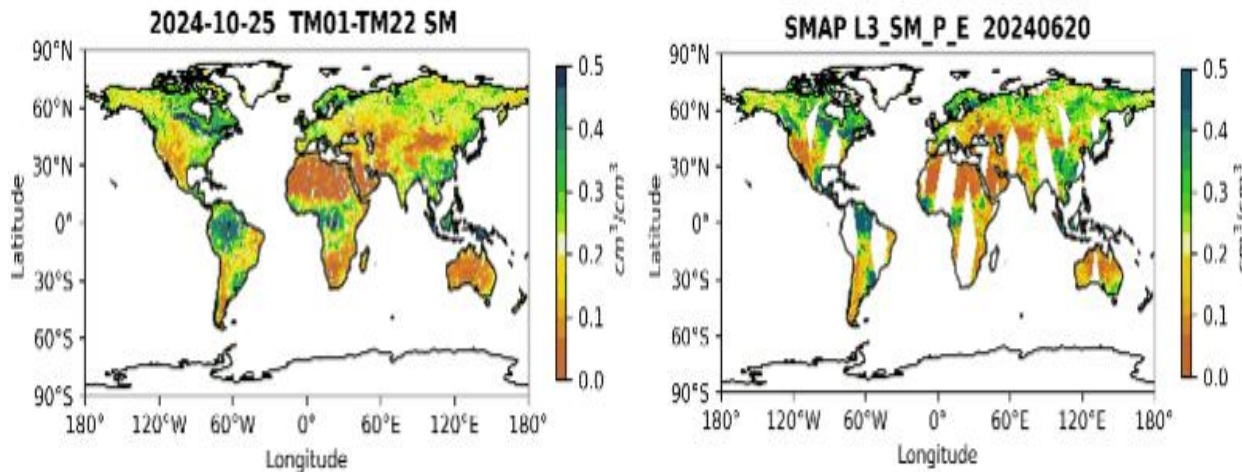 2024-10-25 TM01-TM22 SM
90°N
60°N
30°N
0°
30°S
60°S
90°S
Latitude
180°
120°W
60°W
0°
60°E
120°E
180°
Longitude
0.5
0.4
0.3
0.2
0.1
0.0
cm³/cm³
SMAP L3_SM_P_E 20240620
90°N
60°N
30°N
0°
30°S
60°S
90°S
Latitude
180°
120°W
60°W
0°
60°E
120°E
180°
Longitude
0.5
0.4
0.3
0.2
0.1
0.0
cm³/cm³